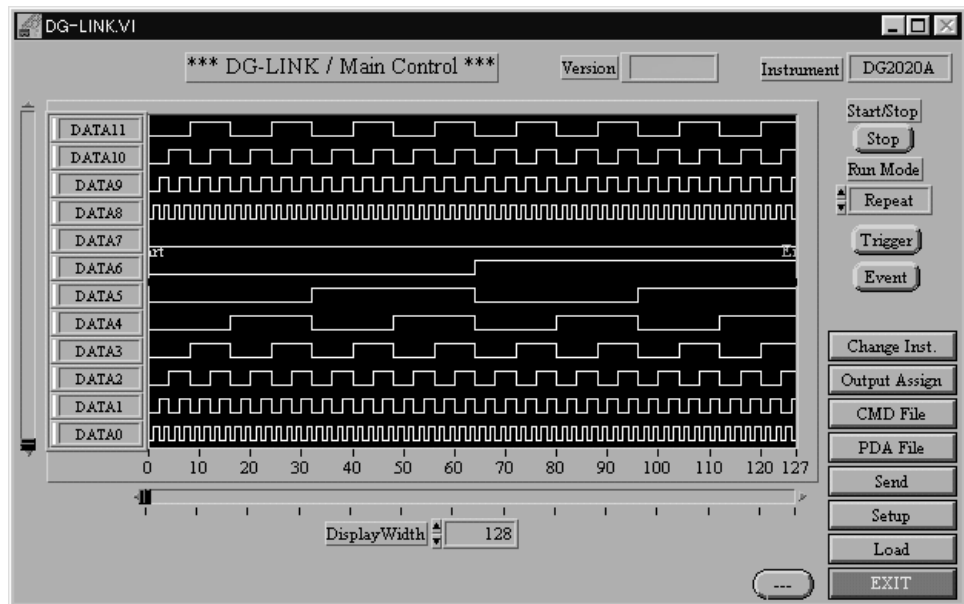 DG-LINK.VI
*** DG-LINK / Main Control ***
Version
Instrument DG2020A
Start/Stop
Stop
Run Mode
Repeat
Trigger
Event
DATA11
DATA10
DATA9
DATA8
DATA7
DATA6
DATA5
DATA4
DATA3
DATA2
DATA1
DATA0
0 10 20 30 40 50 60 70 80 90 100 110 120 127
DisplayWidth 128
Change Inst.
Output Assign
CMD File
PDA File
Send
Setup
Load
---
EXIT